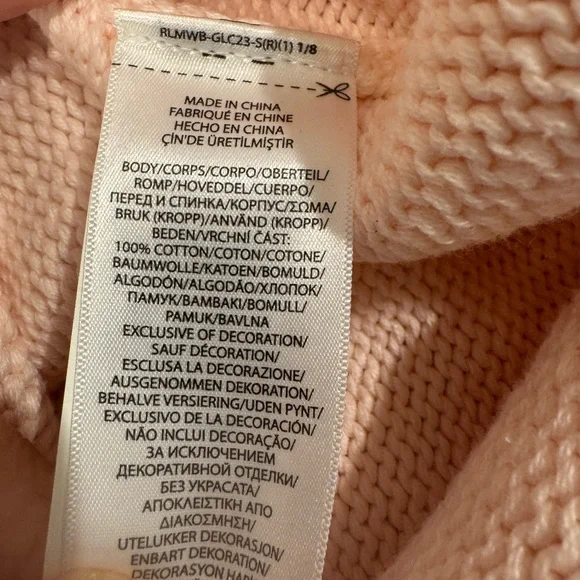 RLMWB-GLC23-S(R)(1) 1/8
MADE IN CHINA
FABRIQUÉ EN CHINE
HECHO EN CHINA
ÇİN'DE ÜRETİLMİŞTİR
BODY/CORPS/CORPO/OBERTEIL/
ROMP/HOVEDDEL/CUERPO/
ПЕРЕД И СПИНКА/КОРПУС/ΣΩΜΑ/
BRUK (KROPP)/ANVÄND (KROPP)/
BEDEN/VRCHNÍ ČÁST:
100% COTTON/COTON/COTONE/
BAUMWOLLE/KATOEN/BOMULD/
ALGODÓN/ALGODÃO/ХЛОПОК/
ПАМУК/ΒΑΜΒΑΚΙ/BOMULL/
PAMUK/BAVLNA
EXCLUSIVE OF DECORATION/
SAUF DÉCORATION/
ESCLUSA LA DECORAZIONE/
AUSGENOMMEN DEKORATION/
BEHALVE VERSIERING/UDEN PYNT/
EXCLUSIVO DE LA DECORACIÓN/
NÃO INCLUI DECORAÇÃO/
ЗА ИСКЛЮЧЕНИЕМ
ДЕКОРАТИВНОЙ ОТДЕЛКИ/
БЕЗ УКРАСАТА/
ΑΠΟΚΛΕΙΣΤΙΚΗ ΑΠΟ
ΔΙΑΚΟΣΜΗΣΗ/
UTELUKKER DEKORASJON/
ENBART DEKORATION/
DEKORASYON HARİ